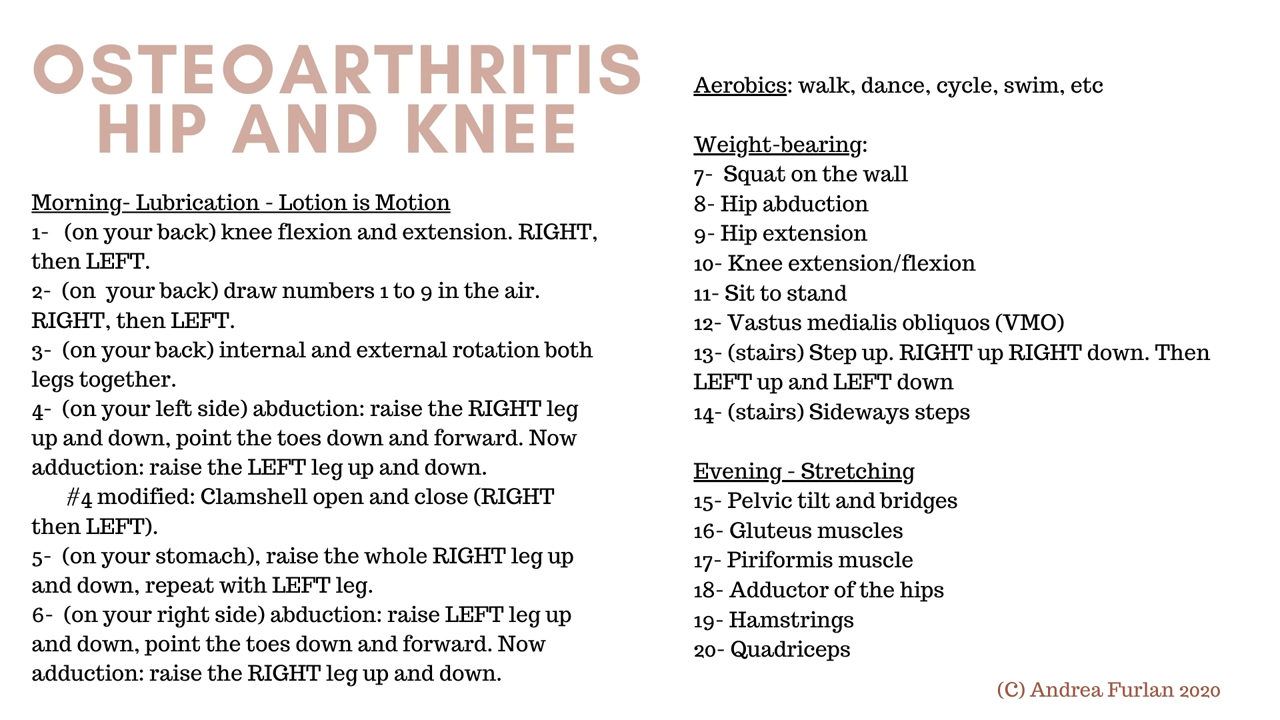 OSTEOARTHRITIS
HIP AND KNEE
Morning- Lubrication - Lotion is Motion
1- (on your back) knee flexion and extension. RIGHT,
then LEFT.
2- (on your back) draw numbers 1 to 9 in the air.
RIGHT, then LEFT.
3- (on your back) internal and external rotation both
legs together.
4- (on your left side) abduction: raise the RIGHT leg
up and down, point the toes down and forward. Now
adduction: raise the LEFT leg up and down.
#4 modified: Clamshell open and close (RIGHT
then LEFT).
5- (on your stomach), raise the whole RIGHT leg up
and down, repeat with LEFT leg.
6- (on your right side) abduction: raise LEFT leg up
and down, point the toes down and forward. Now
adduction: raise the RIGHT leg up and down.
Aerobics: walk, dance, cycle, swim, etc
Weight-bearing:
7- Squat on the wall
8- Hip abduction
9- Hip extension
10- Knee extension/flexion
11- Sit to stand
12- Vastus medialis obliquos (VMO)
13- (stairs) Step up. RIGHT up RIGHT down. Then
LEFT up and LEFT down
14- (stairs) Sideways steps
Evening - Stretching
15- Pelvic tilt and bridges
16- Gluteus muscles
17- Piriformis muscle
18- Adductor of the hips
19- Hamstrings
20- Quadriceps
(C) Andrea Furlan 2020